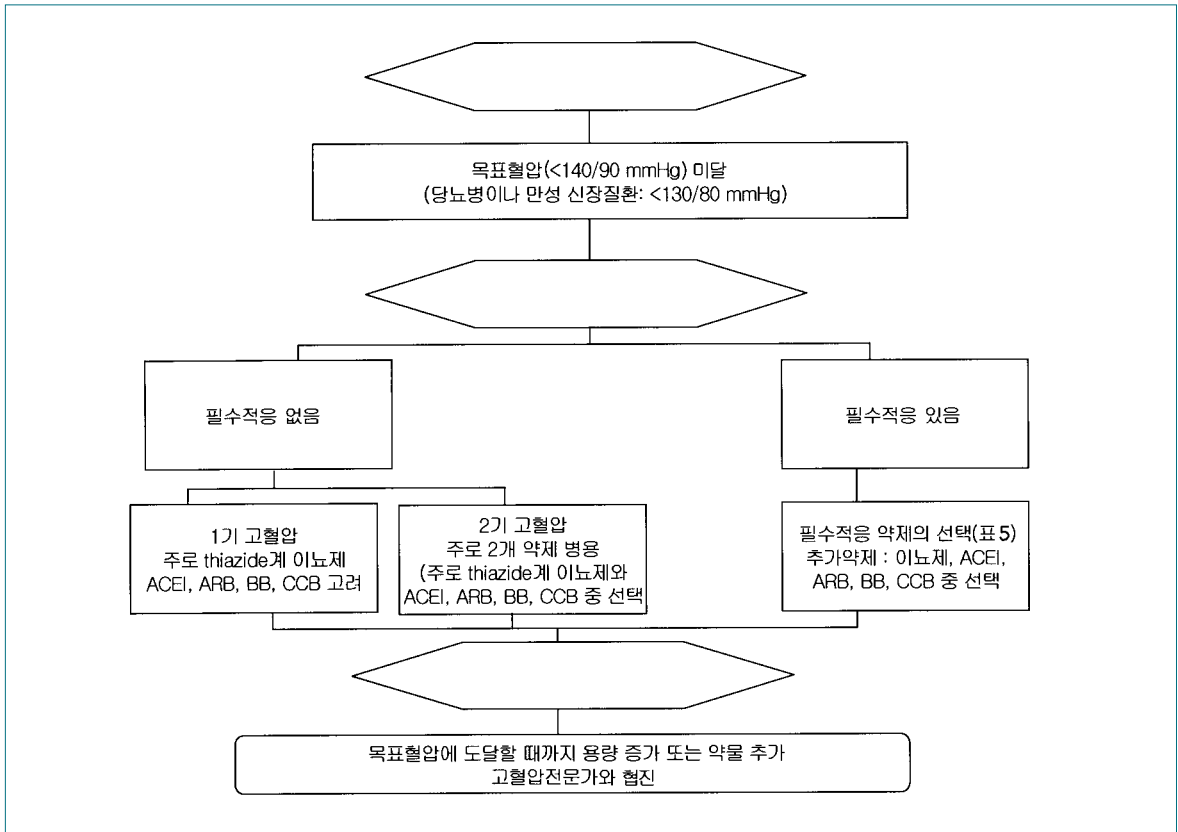 목표혈압(<140/90 mmHg) 미달
(당뇨병이나 만성 신장질환: <130/80 mmHg)
필수적응 없음
필수적응 있음
1기 고혈압
주로 thiazide계 이뇨제
ACEI, ARB, BB, CCB 고려
2기 고혈압
주로 2개 약제 병용
(주로 thiazide계 이뇨제와
ACEI, ARB, BB, CCB 중 선택
필수적응 약제의 선택(표 5)
추가약제 : 이뇨제, ACEI,
ARB, BB, CCB 중 선택
목표혈압에 도달할 때까지 용량 증가 또는 약물 추가
고혈압전문가와 협진